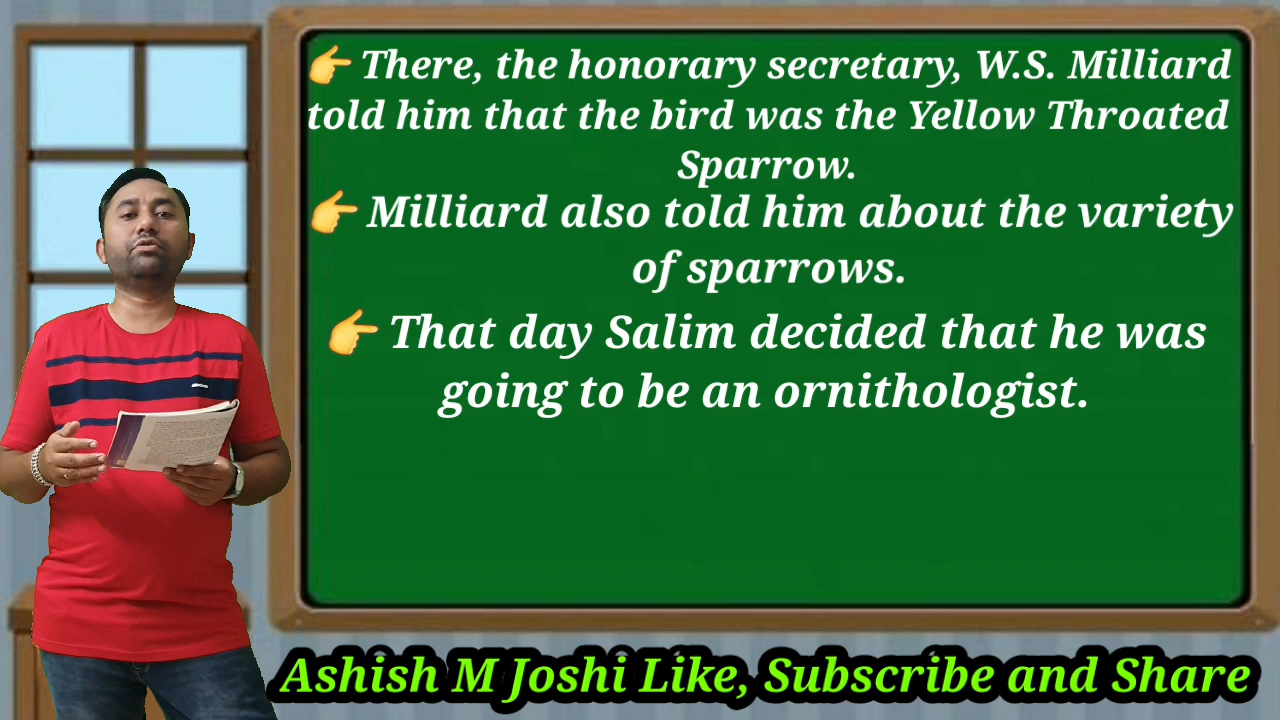 👉 There, the honorary secretary, W.S. Milliard
told him that the bird was the Yellow Throated
Sparrow.
👉 Milliard also told him about the variety
of sparrows.
👉 That day Salim decided that he was
going to be an ornithologist.
Ashish M Joshi Like, Subscribe and Share